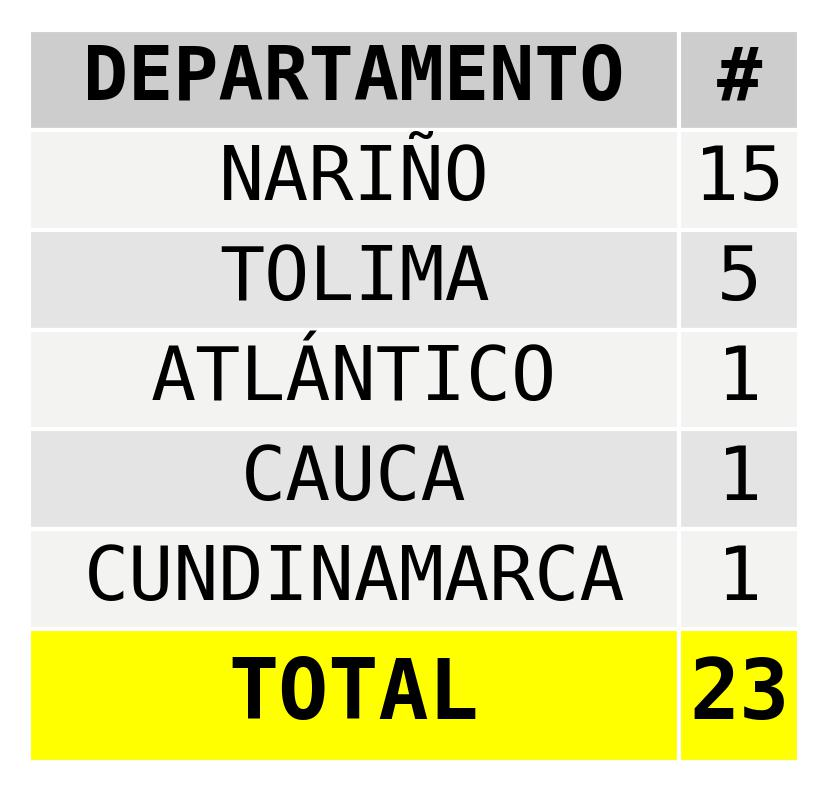 DEPARTAMENTO #
NARIÑO 15
TOLIMA 5
ATLÁNTICO 1
CAUCA 1
CUNDINAMARCA 1
TOTAL 23